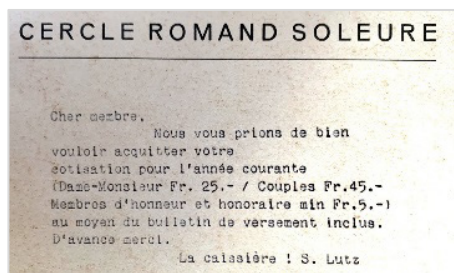 CERCLE ROMAND SOLEURE
Cher membre,
Nous vous prions de bien
vouloir acquitter votre
cotisation pour l'année courante
(Dame-Monsieur Fr. 25.- / Couples Fr.45.-
Membres d'honneur et honoraire min Fr.5.-)
au moyen du bulletin de versement inclus.
D'avance merci.
La caissière ! S. Lutz